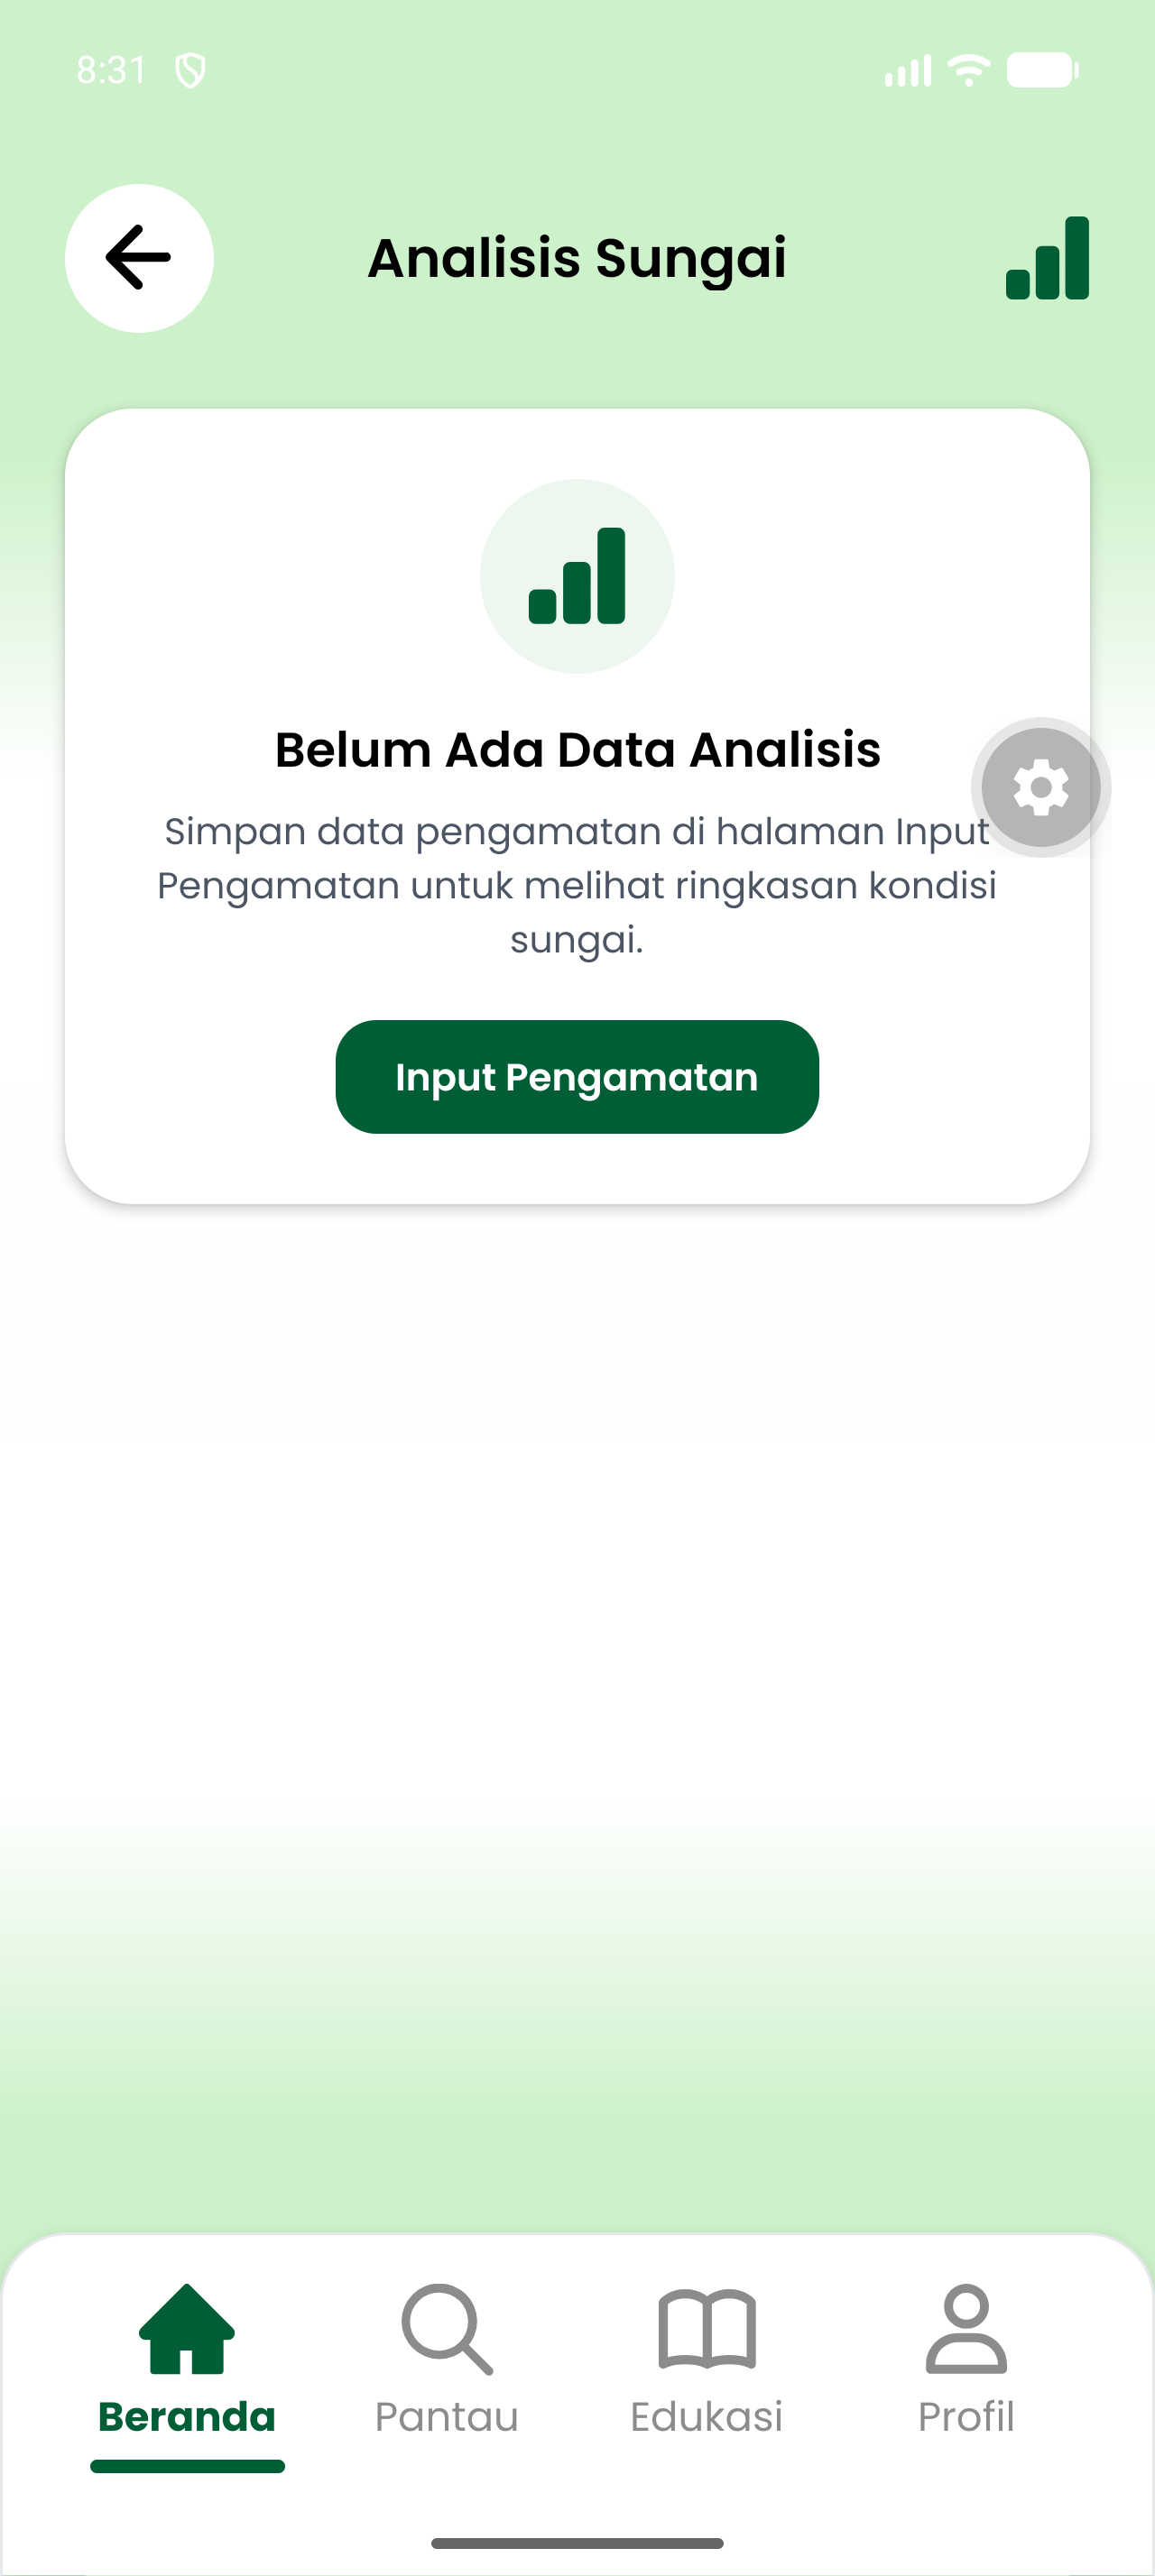 8:31
Analisis Sungai
Belum Ada Data Analisis
Simpan data pengamatan di halaman Input
Pengamatan untuk melihat ringkasan kondisi
sungai.
Input Pengamatan
Beranda
Pantau
Edukasi
Profil